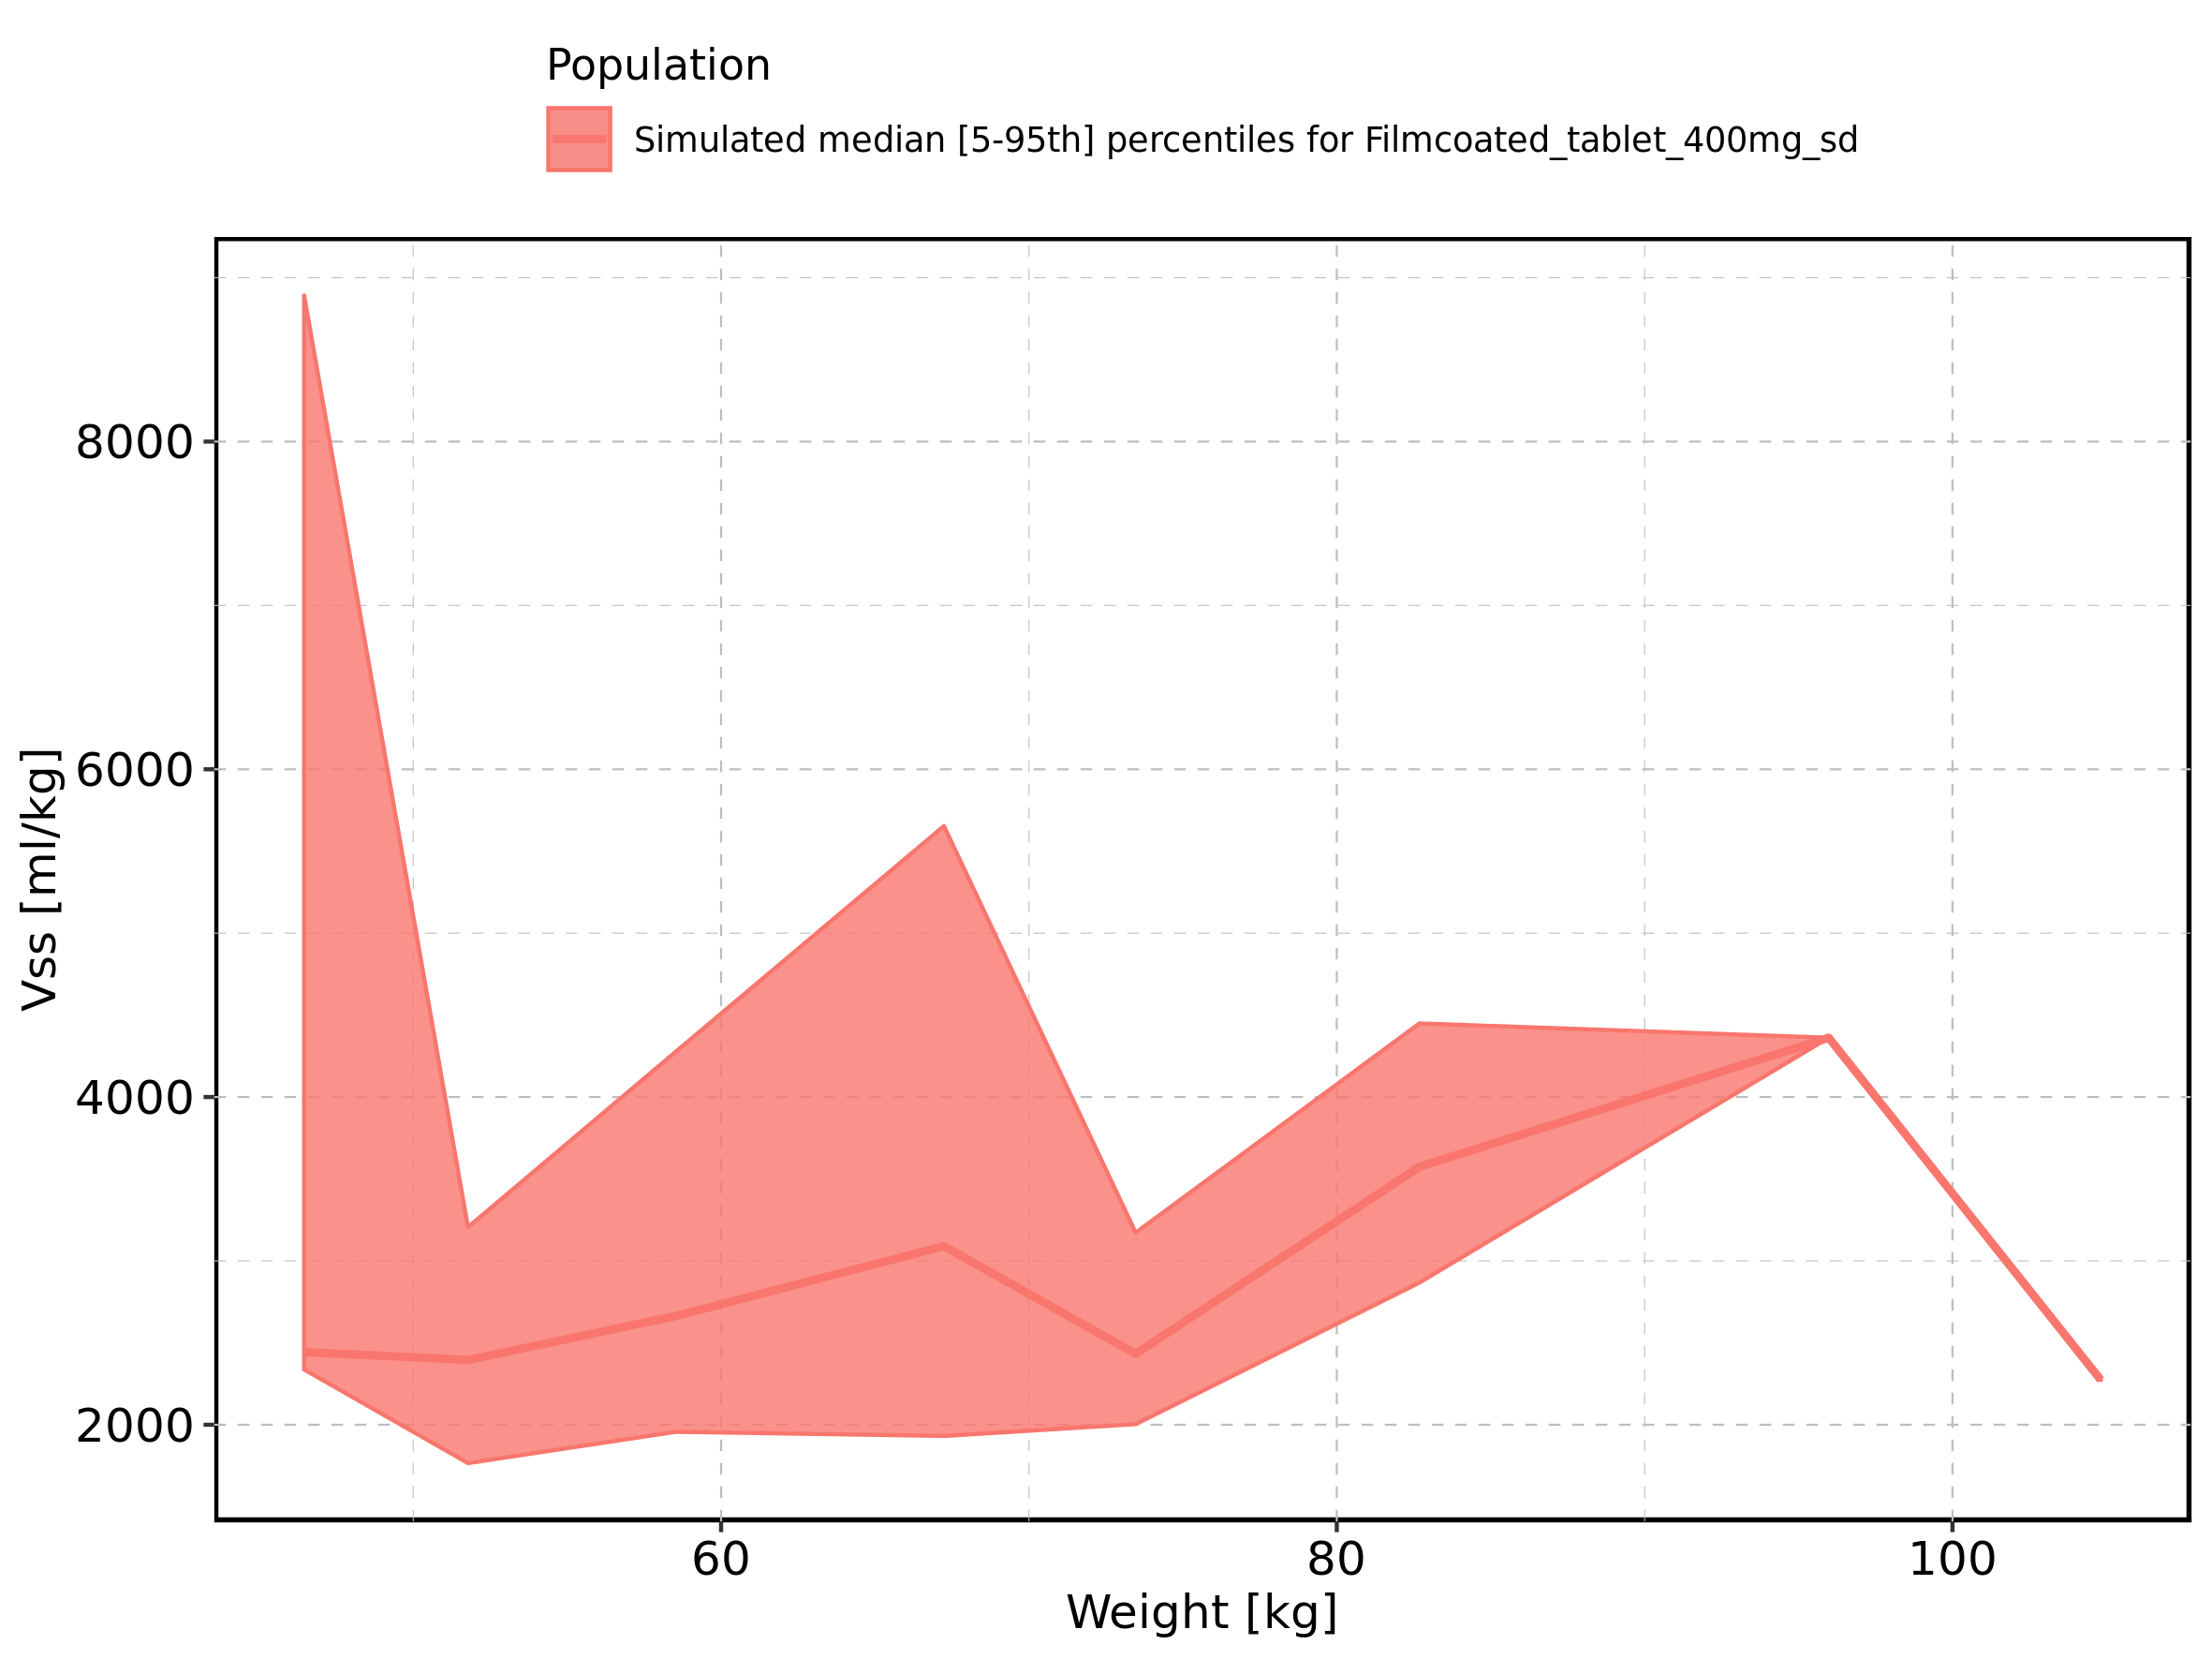 Population
Simulated median [5-95th] percentiles for Filmcoated_tablet_400mg_sd
8000
6000
4000
2000
Vss [ml/kg]
60 80 100
Weight [kg]